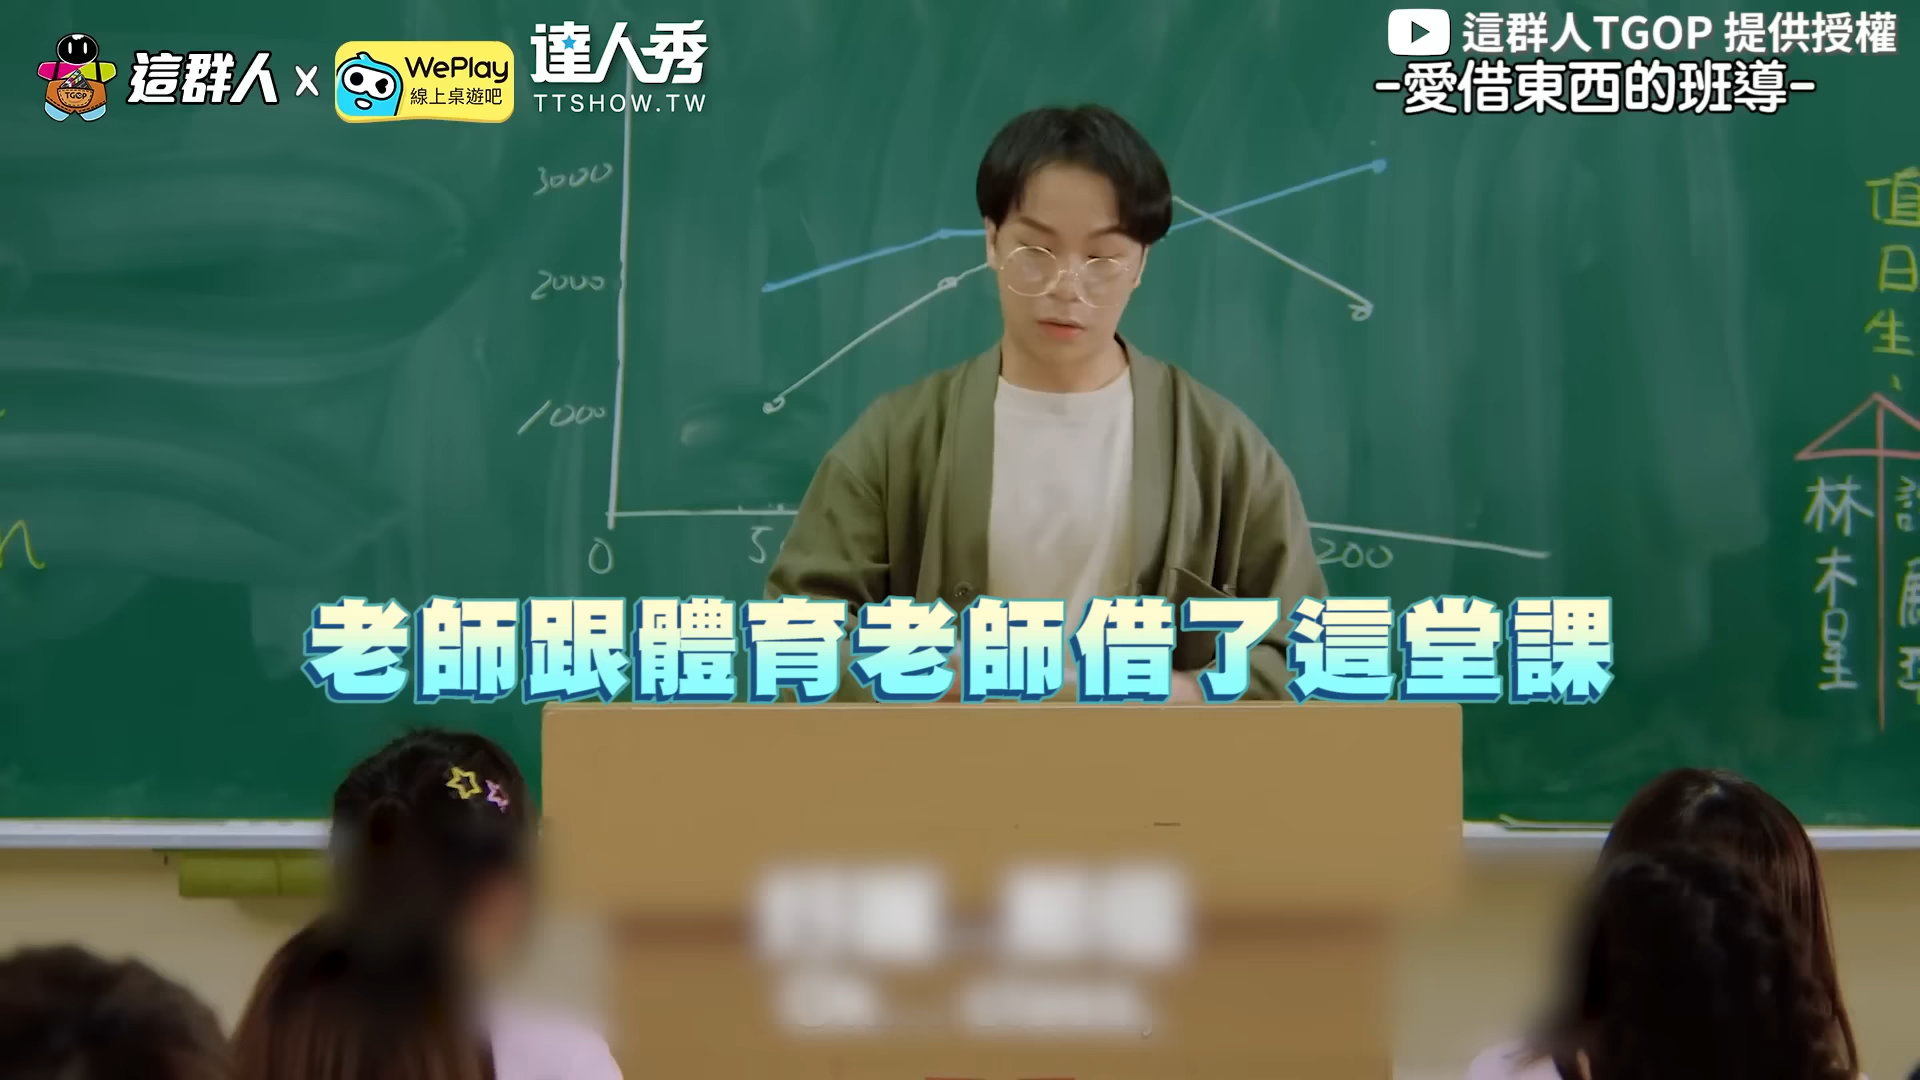 這群人 x WePlay 線上桌遊吧 達人秀 TTSHOW.TW
TGOP
這群人TGOP 提供授權
-愛借東西的班導-
3000
2000
1000
0
5
200
值日生
林木星
老師跟體育老師借了這堂課